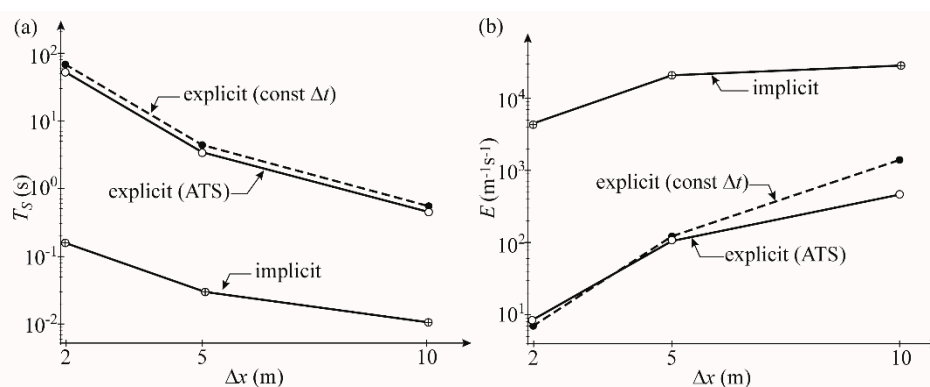 (a)
T_S (s)
10²
10¹
10⁰
10⁻¹
10⁻²
explicit (const Δt)
explicit (ATS)
implicit
2 5 10
Δx (m)
(b)
E (m⁻¹s⁻¹)
10⁴
10³
10²
10¹
implicit
explicit (const Δt)
explicit (ATS)
2 5 10
Δx (m)